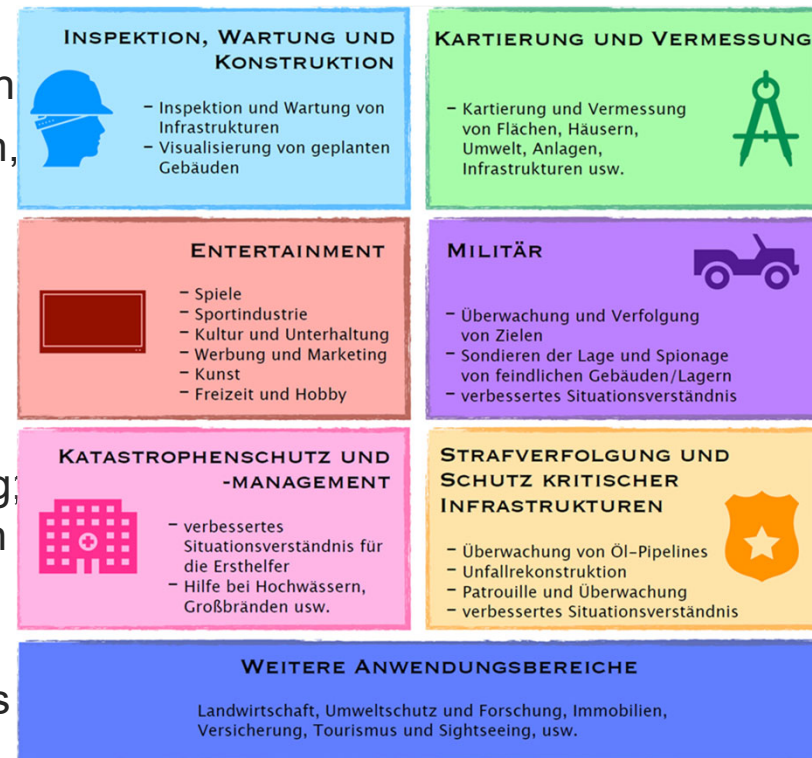 n
n,
g;
n
s
INSPEKTION, WARTUNG UND
KONSTRUKTION
– Inspektion und Wartung von
Infrastrukturen
– Visualisierung von geplanten
Gebäuden
KARTIERUNG UND VERMESSUNG
– Kartierung und Vermessung
von Flächen, Häusern,
Umwelt, Anlagen,
Infrastrukturen usw.
ENTERTAINMENT
– Spiele
– Sportindustrie
– Kultur und Unterhaltung
– Werbung und Marketing
– Kunst
– Freizeit und Hobby
MILITÄR
– Überwachung und Verfolgung
von Zielen
– Sondieren der Lage und Spionage
von feindlichen Gebäuden/Lagern
– verbessertes Situationsverständnis
KATASTROPHENSCHUTZ UND
-MANAGEMENT
– verbessertes
Situationsverständnis für
die Ersthelfer
– Hilfe bei Hochwässern,
Großbränden usw.
STRAFVERFOLGUNG UND
SCHUTZ KRITISCHER
INFRASTRUKTUREN
– Überwachung von Öl-Pipelines
– Unfallrekonstruktion
– Patrouille und Überwachung
– verbessertes Situationsverständnis
WEITERE ANWENDUNGSBEREICHE
Landwirtschaft, Umweltschutz und Forschung, Immobilien,
Versicherung, Tourismus und Sightseeing, usw.